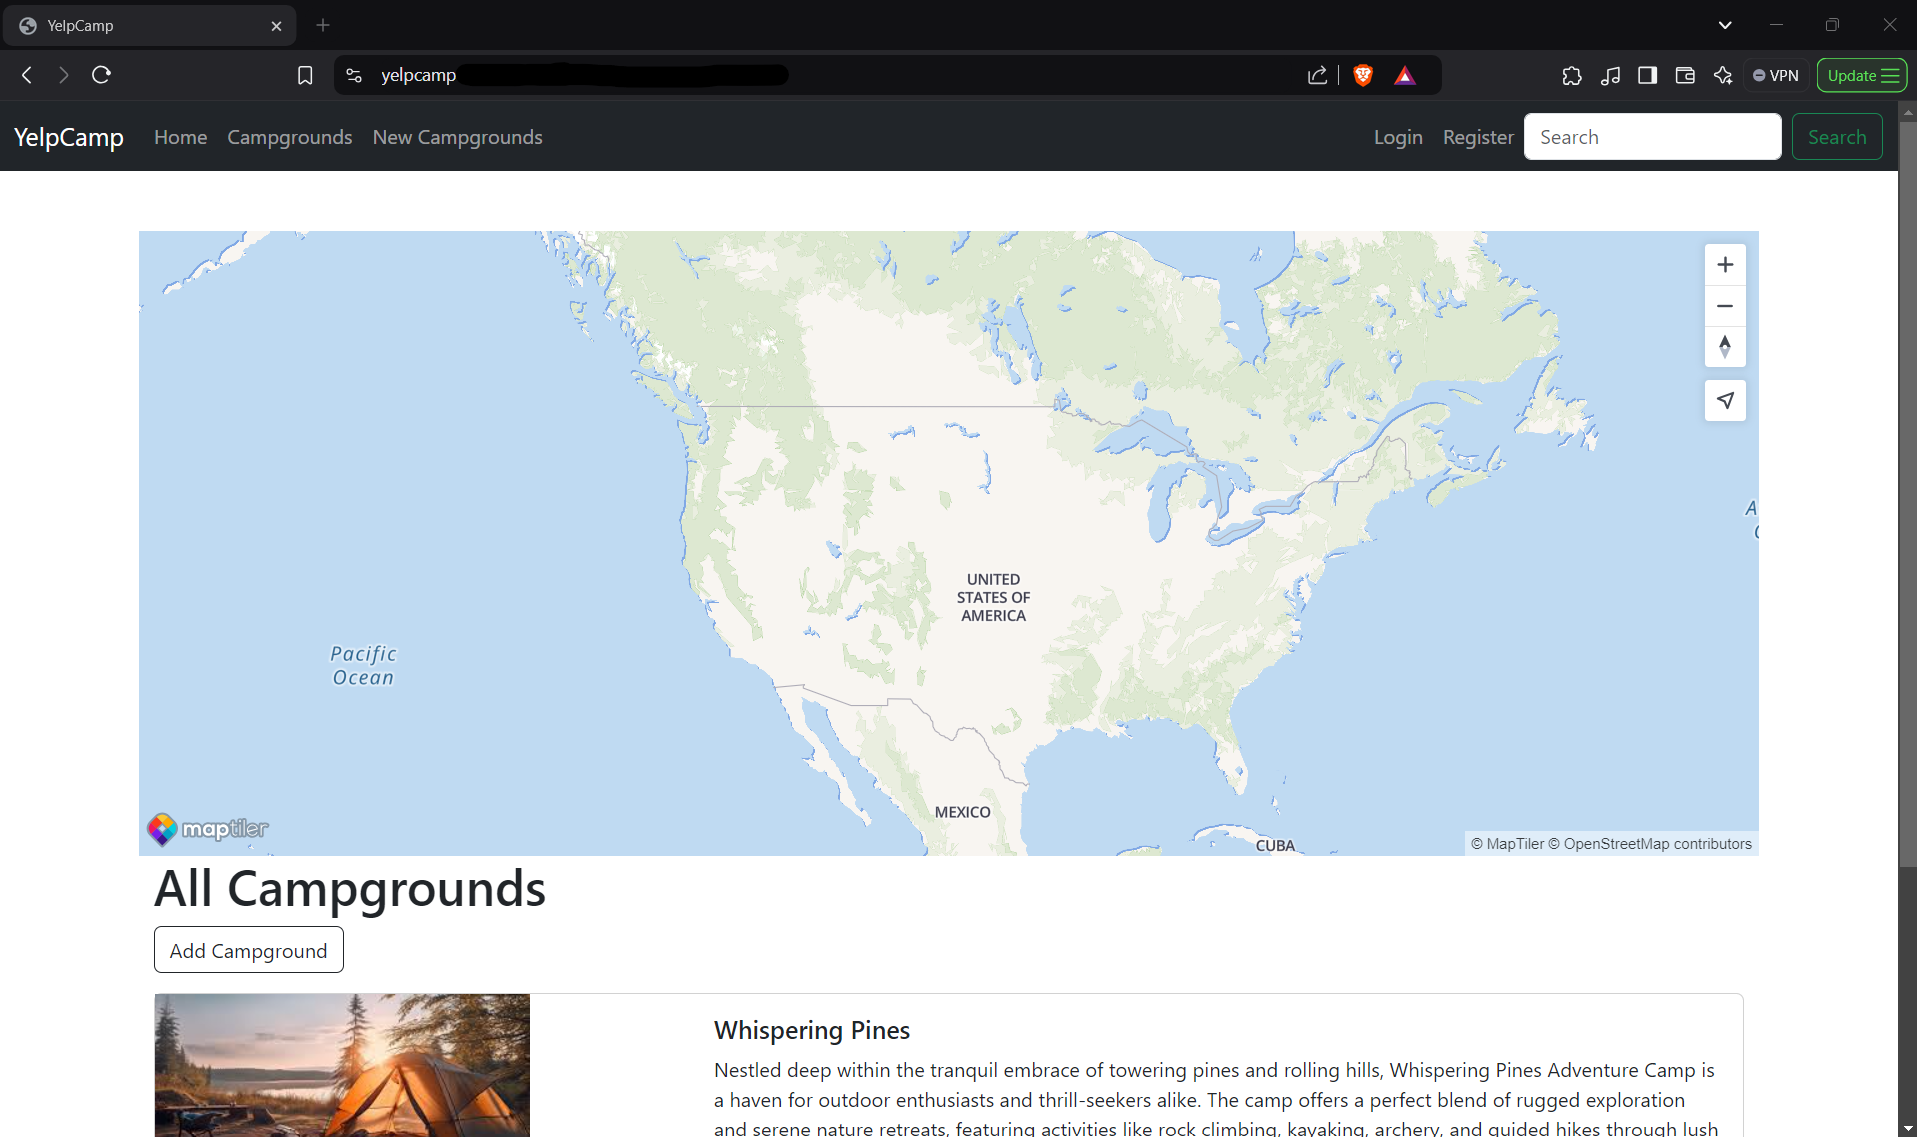 YelpCamp
yelpcamp
VPN
Update
YelpCamp
Home
Campgrounds
New Campgrounds
Login
Register
Search
Search
A
UNITED
STATES OF
AMERICA
Pacific
Ocean
MEXICO
CUBA
maptiler
© MapTiler © OpenStreetMap contributors
All Campgrounds
Add Campground
Whispering Pines
Nestled deep within the tranquil embrace of towering pines and rolling hills, Whispering Pines Adventure Camp is
a haven for outdoor enthusiasts and thrill-seekers alike. The camp offers a perfect blend of rugged exploration
and serene nature retreats, featuring activities like rock climbing, kayaking, archery, and guided hikes through lush